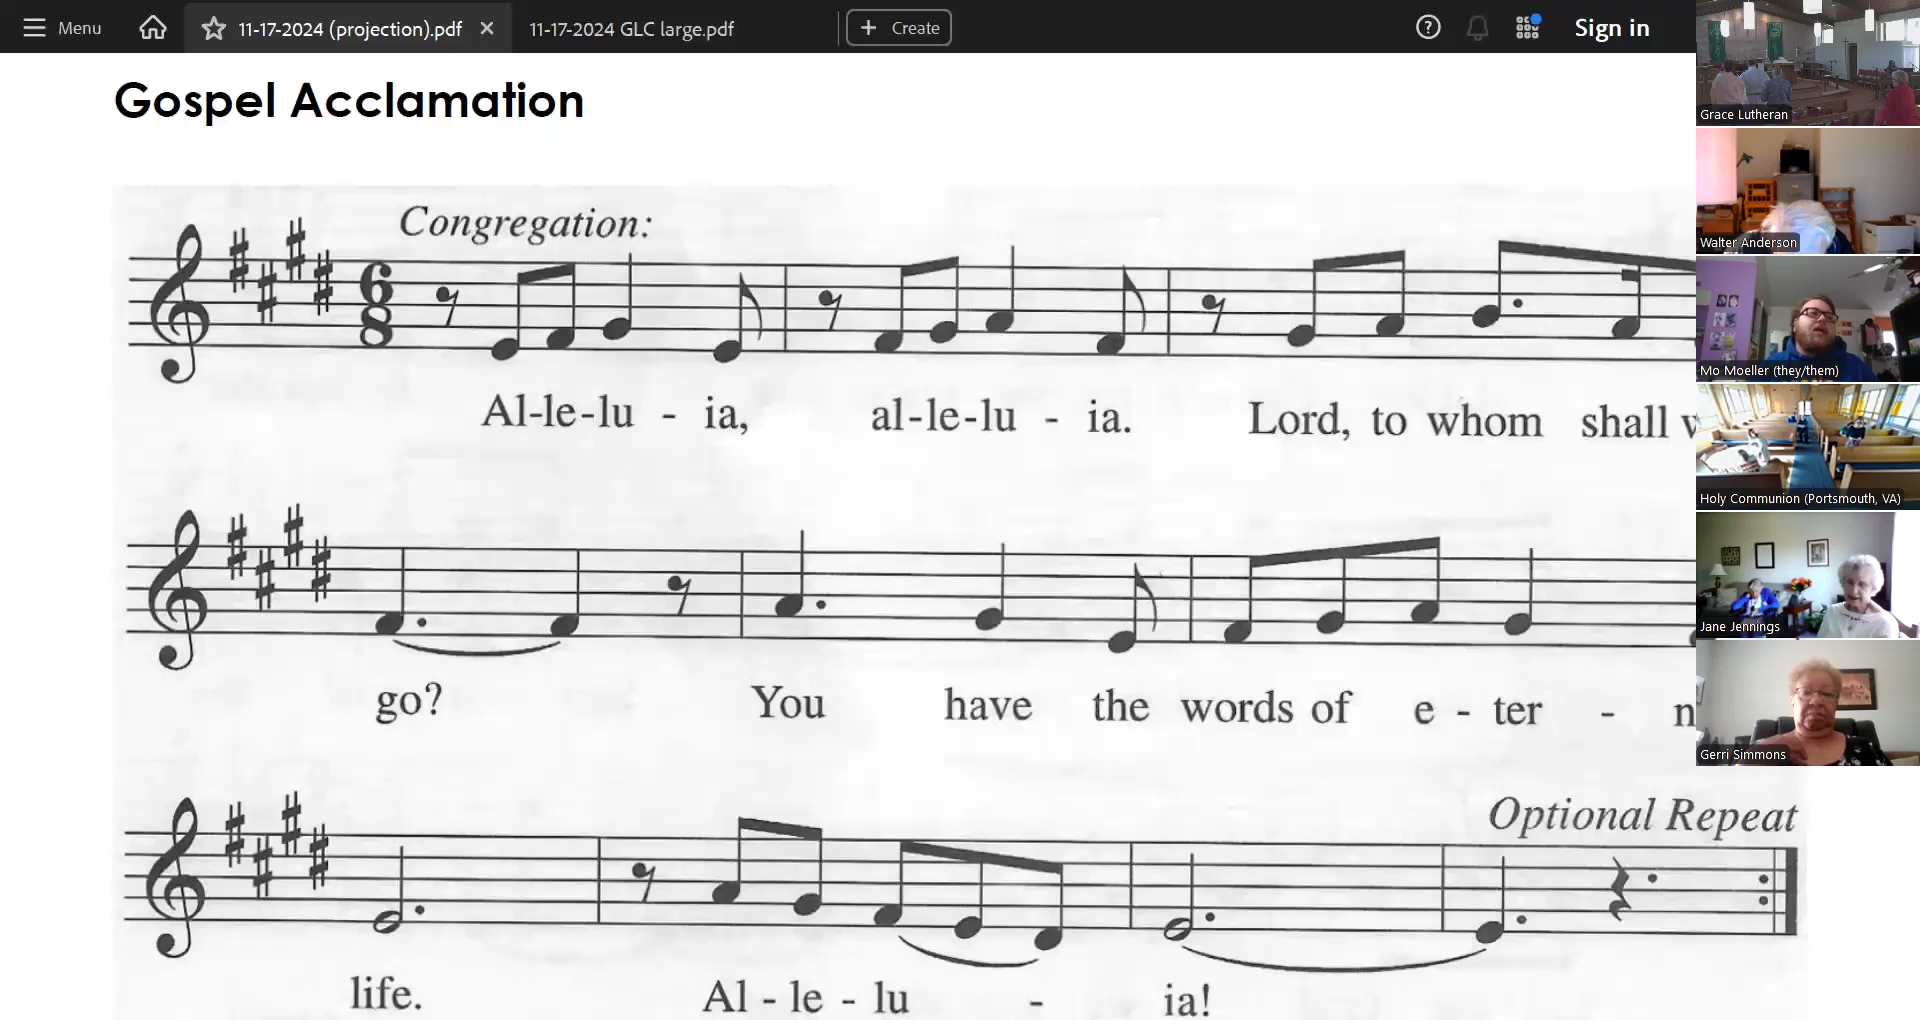 Menu
11-17-2024 (projection).pdf
11-17-2024 GLC large.pdf
Create
Sign in
Gospel Acclamation
Congregation:
6
8
Al-le-lu - ia, al-le-lu - ia. Lord, to whom shall
go? You have the words of e - ter - n
life. Al - le - lu - ia!
Optional Repeat
Grace Lutheran
Walter Anderson
Mo Moeller (they/them)
Holy Communion (Portsmouth, VA)
Jane Jennings
Gerri Simmons